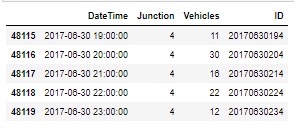 DateTime Junction Vehicles ID
48115 2017-06-30 19:00:00 4 11 20170630194
48116 2017-06-30 20:00:00 4 30 20170630204
48117 2017-06-30 21:00:00 4 16 20170630214
48118 2017-06-30 22:00:00 4 22 20170630224
48119 2017-06-30 23:00:00 4 12 20170630234